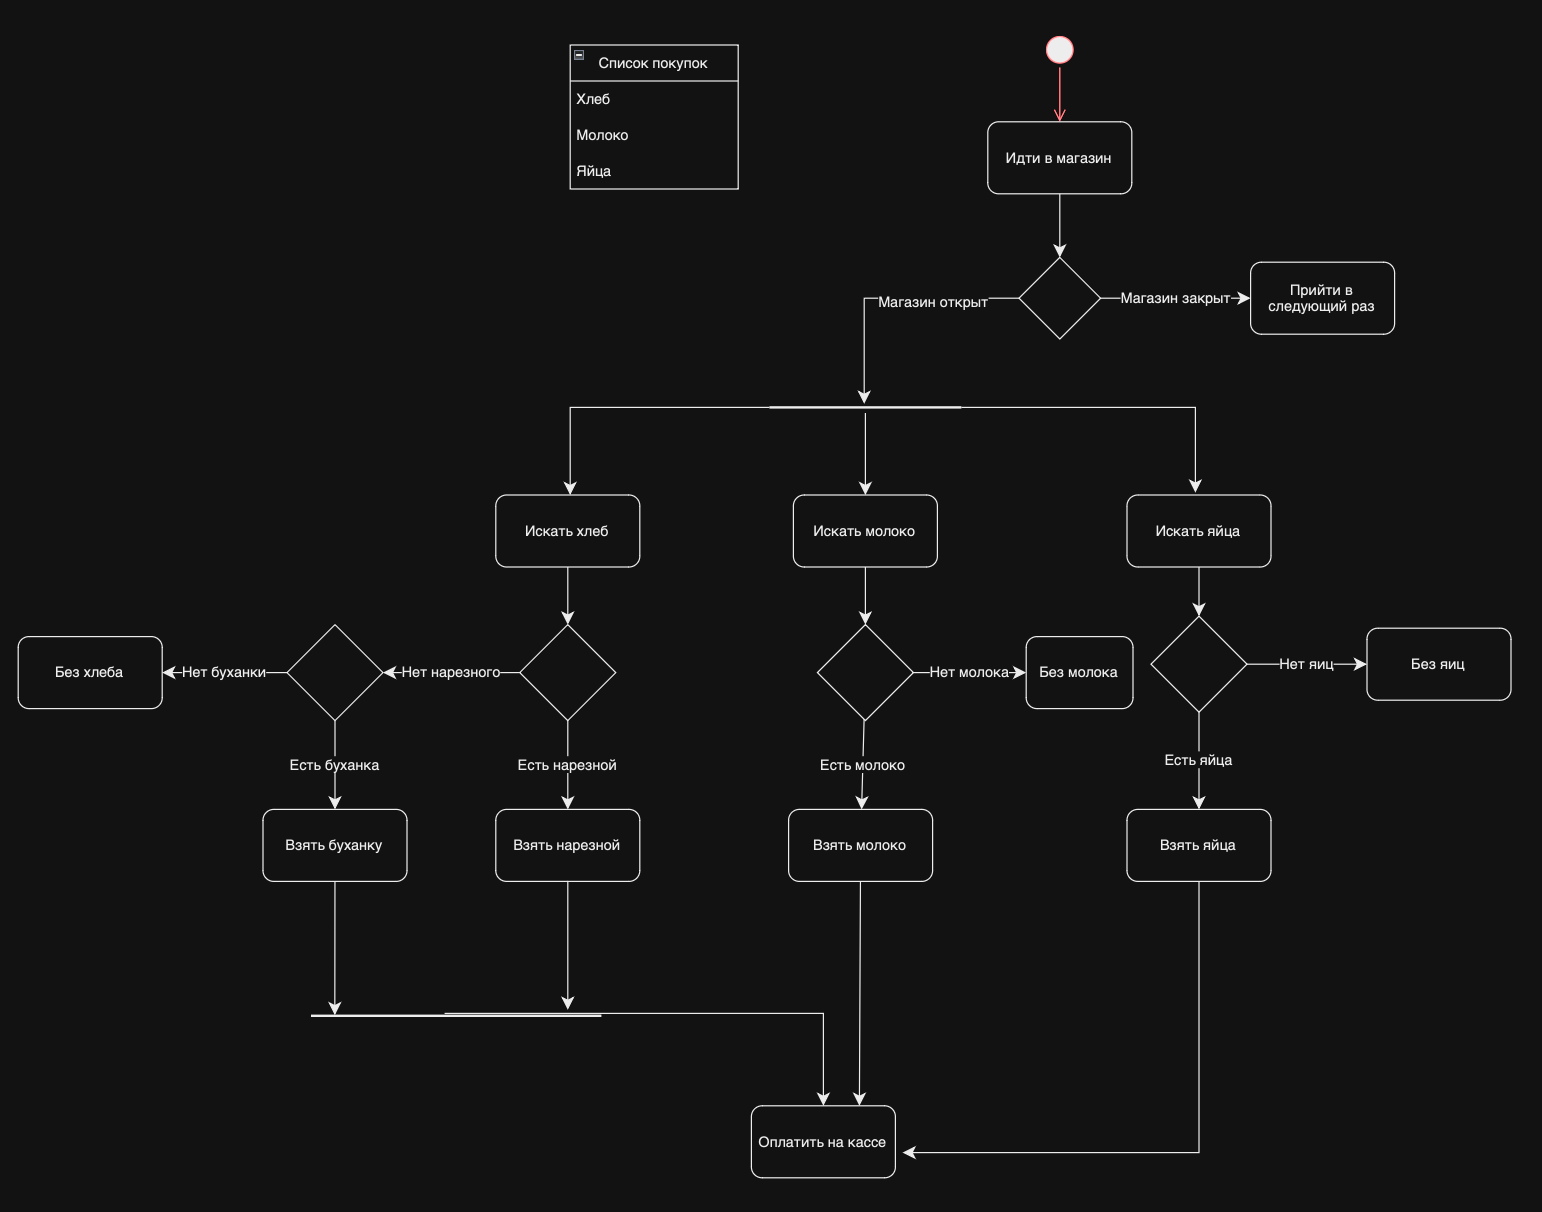 Список покупок
Хлеб
Молоко
Яйца
Идти в магазин
Магазин открыт
Магазин закрыт
Прийти в
следующий раз
Искать хлеб
Искать молоко
Искать яйца
Без хлеба
Нет буханки
Нет нарезного
Нет молока
Без молока
Нет яиц
Без яиц
Есть буханка
Есть нарезной
Есть молоко
Есть яйца
Взять буханку
Взять нарезной
Взять молоко
Взять яйца
Оплатить на кассе